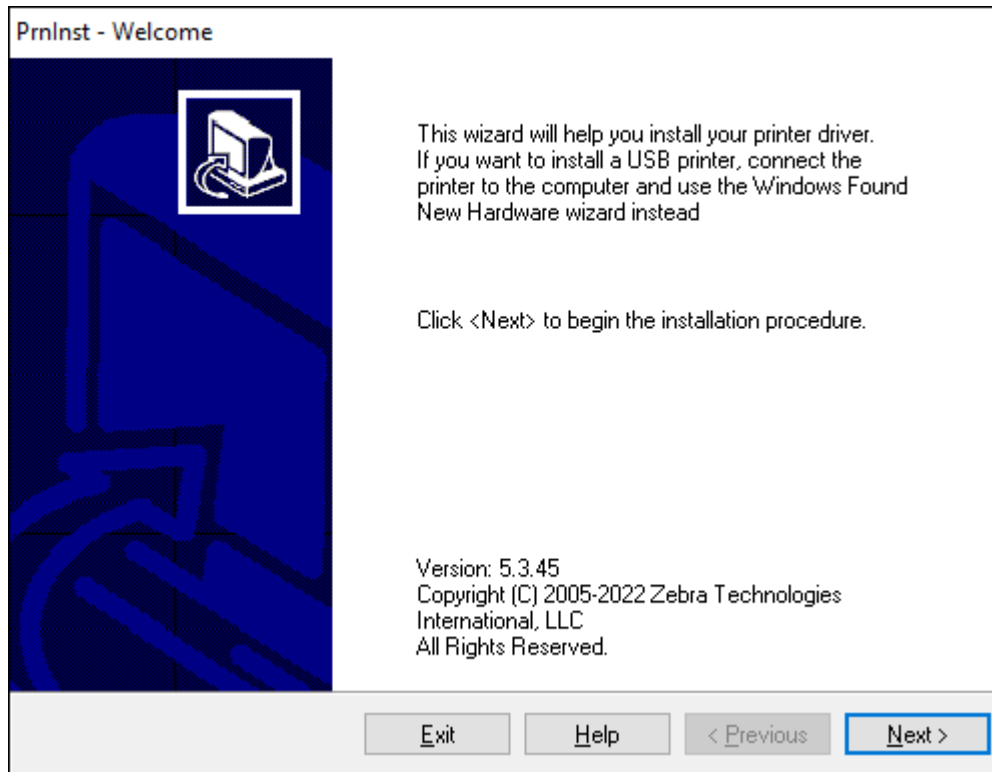 PrnInst - Welcome
This wizard will help you install your printer driver.
If you want to install a USB printer, connect the
printer to the computer and use the Windows Found
New Hardware wizard instead
Click <Next> to begin the installation procedure.
Version: 5.3.45
Copyright (C) 2005-2022 Zebra Technologies
International, LLC
All Rights Reserved.
Exit Help < Previous Next >